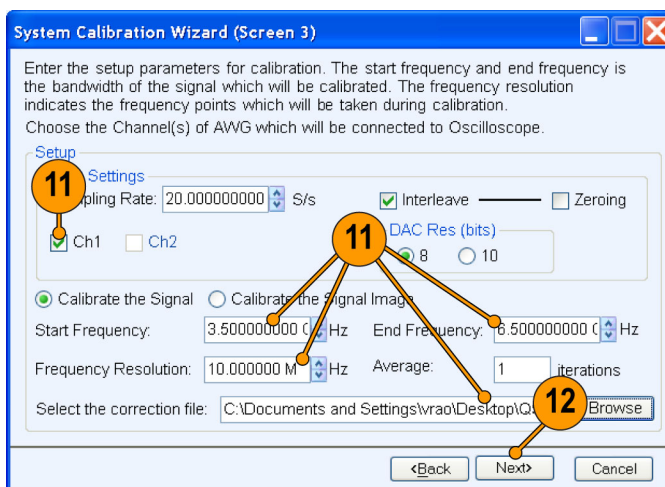 System Calibration Wizard (Screen 3)
Enter the setup parameters for calibration. The start frequency and end frequency is
the bandwidth of the signal which will be calibrated. The frequency resolution
indicates the frequency points which will be taken during calibration.
Choose the Channel(s) of AWG which will be connected to Oscilloscope.
Setup
Settings
11
Rate: 20.000000000 S/s
Interleave
Zeroing
Ch1
Ch2
11
DAC Res (bits)
8
10
Calibrate the Signal
Calibrate the Signal Image
Start Frequency: 3.500000000 Hz
End Frequency: 6.500000000 Hz
Frequency Resolution: 10.000000 M Hz
Average: 1 iterations
Select the correction file: C:\Documents and Settings\vrao\Desktop\
12
Browse
<Back
Next>
Cancel